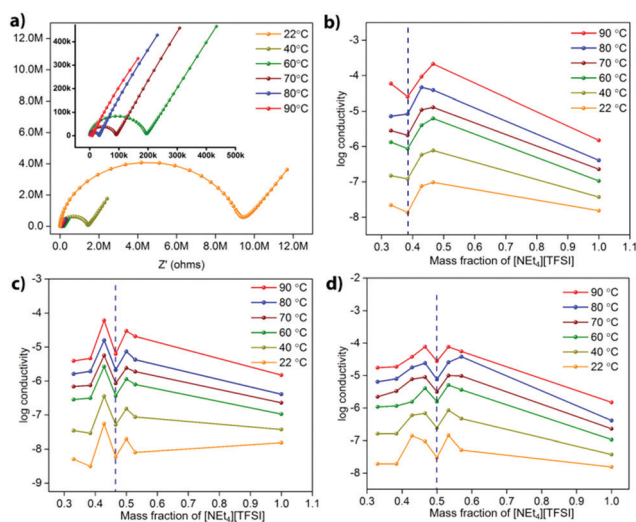 a)
12.0M
10.0M
8.0M
6.0M
4.0M
2.0M
0.0
0.0 2.0M 4.0M 6.0M 8.0M 10.0M 12.0M
Z' (ohms)
400k
300k
200k
100k
0
0 100k 200k 300k 400k 500k
22°C
40°C
60°C
70°C
80°C
90°C
b)
log conductivity
-2
-3
-4
-5
-6
-7
-8
0.3 0.4 0.5 0.6 0.7 0.8 0.9 1.0
Mass fraction of [NEt4][TFSI]
90 °C
80 °C
70 °C
60 °C
40 °C
22 °C
c)
log conductivity
-3
-4
-5
-6
-7
-8
-9
0.3 0.4 0.5 0.6 0.7 0.8 0.9 1.0
Mass fraction of [NEt4][TFSI]
90 °C
80 °C
70 °C
60 °C
40 °C
22 °C
d)
log conductivity
-2
-3
-4
-5
-6
-7
-8
0.3 0.4 0.5 0.6 0.7 0.8 0.9 1.0
Mass fraction of [NEt4][TFSI]
90 °C
80 °C
70 °C
60 °C
40 °C
22 °C